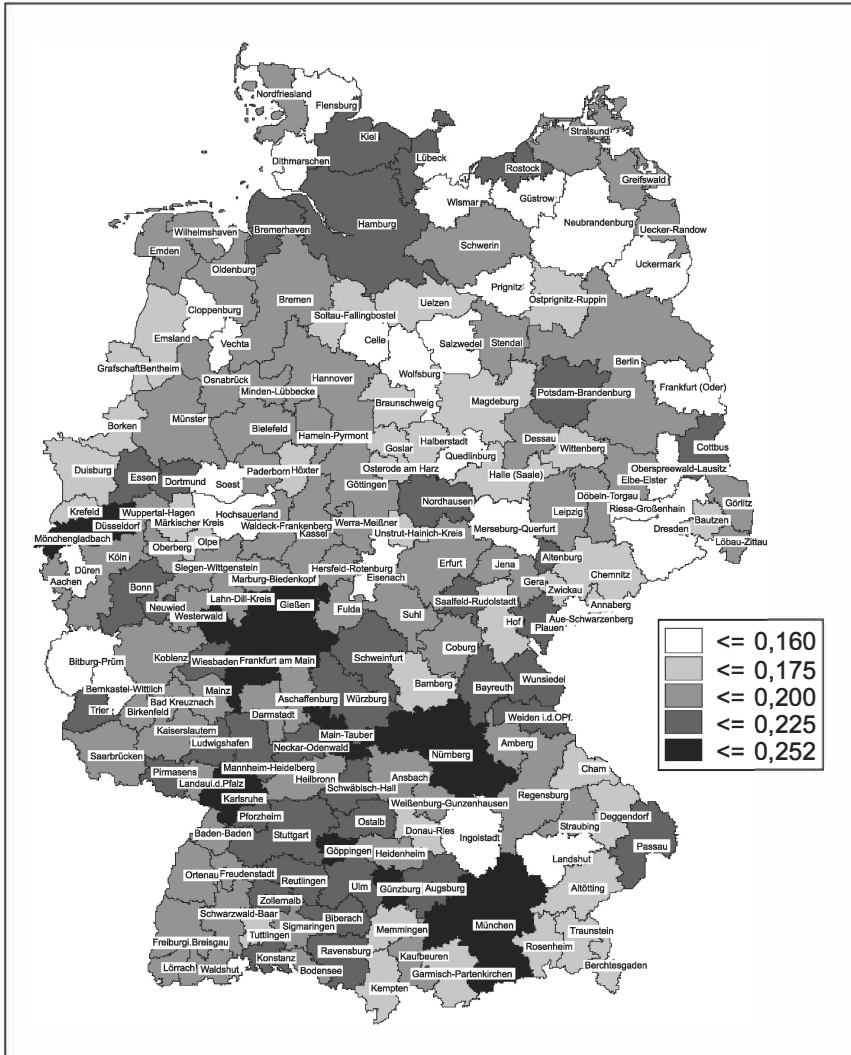 Nordfriesland
Flensburg
Kiel
Stralsund
Dithmarschen
Lübeck
Rostock
Greifswald
Güstrow
Wismar
Neubrandenburg
Hamburg
Wilhelmshaven
Bremerhaven
Uecker-Randow
Schwerin
Emden
Uckermark
Oldenburg
Prignitz
Bremen
Ostprignitz-Ruppin
Uelzen
Cloppenburg
Soltau-Fallingbostel
Emsland
Celle
Salzwedel
Stendal
Vechta
Berlin
GrafschaftBentheim
Wolfsburg
Osnabrück
Hannover
Frankfurt (Oder)
Minden-Lübbecke
Potsdam-Brandenburg
Braunschweig
Magdeburg
Münster
Borken
Bielefeld
Hameln-Pyrmont
Halberstadt
Dessau
Goslar
Wittenberg
Cottbus
Quedlinburg
Duisburg
Dortmund
Paderborn
Höxter
Osterode am Harz
Oberspreewald-Lausitz
Essen
Soest
Halle (Saale)
Elbe-Elster
Göttingen
Nordhausen
Döbeln-Torgau
Görlitz
Krefeld
Wuppertal-Hagen
Hochsauerland
Leipzig
Riesa-Großenhain
Düsseldorf
Märkischer Kreis
Waldeck-Frankenberg
Werra-Meißner
Merseburg-Querfurt
Bautzen
Mönchengladbach
Kassel
Unstrut-Hainich-Kreis
Dresden
Löbau-Zittau
Olpe
Oberberg
Köln
Altenburg
Düren
Siegen-Wittgenstein
Hersfeld-Rotenburg
Erfurt
Jena
Aachen
Marburg-Biedenkopf
Eisenach
Chemnitz
Gera
Bonn
Zwickau
Lahn-Dill-Kreis
Saalfeld-Rudolstadt
Annaberg
Neuwied
Gießen
Fulda
Westerwald
Suhl
Hof
Aue-Schwarzenberg
Plauen
Coburg
Bitburg-Prüm
Koblenz
Wiesbaden
Frankfurt am Main
Schweinfurt
Wunsiedel
Bernkastel-Wittlich
Mainz
Aschaffenburg
Bamberg
Bayreuth
Bad Kreuznach
Würzburg
Trier
Birkenfeld
Darmstadt
Weiden i.d.OPf.
Kaiserslautern
Main-Tauber
Ludwigshafen
Neckar-Odenwald
Amberg
Saarbrücken
Nürnberg
Pirmasens
Mannheim-Heidelberg
Cham
Heilbronn
Ansbach
Landaui.d.Pfalz
Schwäbisch-Hall
Regensburg
Karlsruhe
Weißenburg-Gunzenhausen
Deggendorf
Pforzheim
Ostalb
Straubing
Baden-Baden
Stuttgart
Donau-Ries
Ingolstadt
Passau
Göppingen
Heidenheim
Landshut
Ortenau
Freudenstadt
Reutlingen
Ulm
Günzburg
Augsburg
Altötting
Zollernalb
Schwarzwald-Baar
Biberach
München
Sigmaringen
Memmingen
Traunstein
Tuttlingen
Freiburgi.Breisgau
Ravensburg
Kaufbeuren
Rosenheim
Konstanz
Lörrach
Waldshut
Bodensee
Garmisch-Partenkirchen
Berchtesgaden
Kempten
<= 0,160
<= 0,175
<= 0,200
<= 0,225
<= 0,252